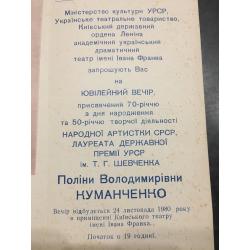 Міністерство культури УРСР,
Українське театральне товариство,
Київський державний
ордена Леніна
академічний український
драматичний
театр імені Івана Франка
запрошують Вас
на
ЮВІЛЕЙНИЙ ВЕЧІР,
присвячений 70-річчю
з дня народження
та 50-річчю творчої діяльності
НАРОДНОЇ АРТИСТКИ СРСР,
ЛАУРЕАТА ДЕРЖАВНОЇ
ПРЕМІЇ УРСР
ім. Т. Г. ШЕВЧЕНКА
Поліни Володимирівни
КУМАНЧЕНКО
Вечір відбудеться 24 листопада 1980 року
в приміщенні Київського театру
імені Івана Франка.
Початок о 19 годині.